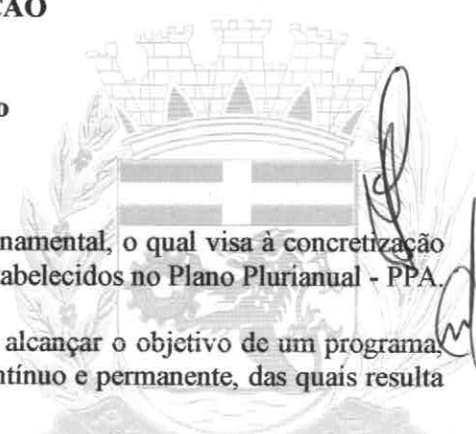 ÇÃO
o
namental, o qual visa à concretização
tabelecidos no Plano Plurianual - PPA.
alcançar o objetivo de um programa,
ntínuo e permanente, das quais resulta